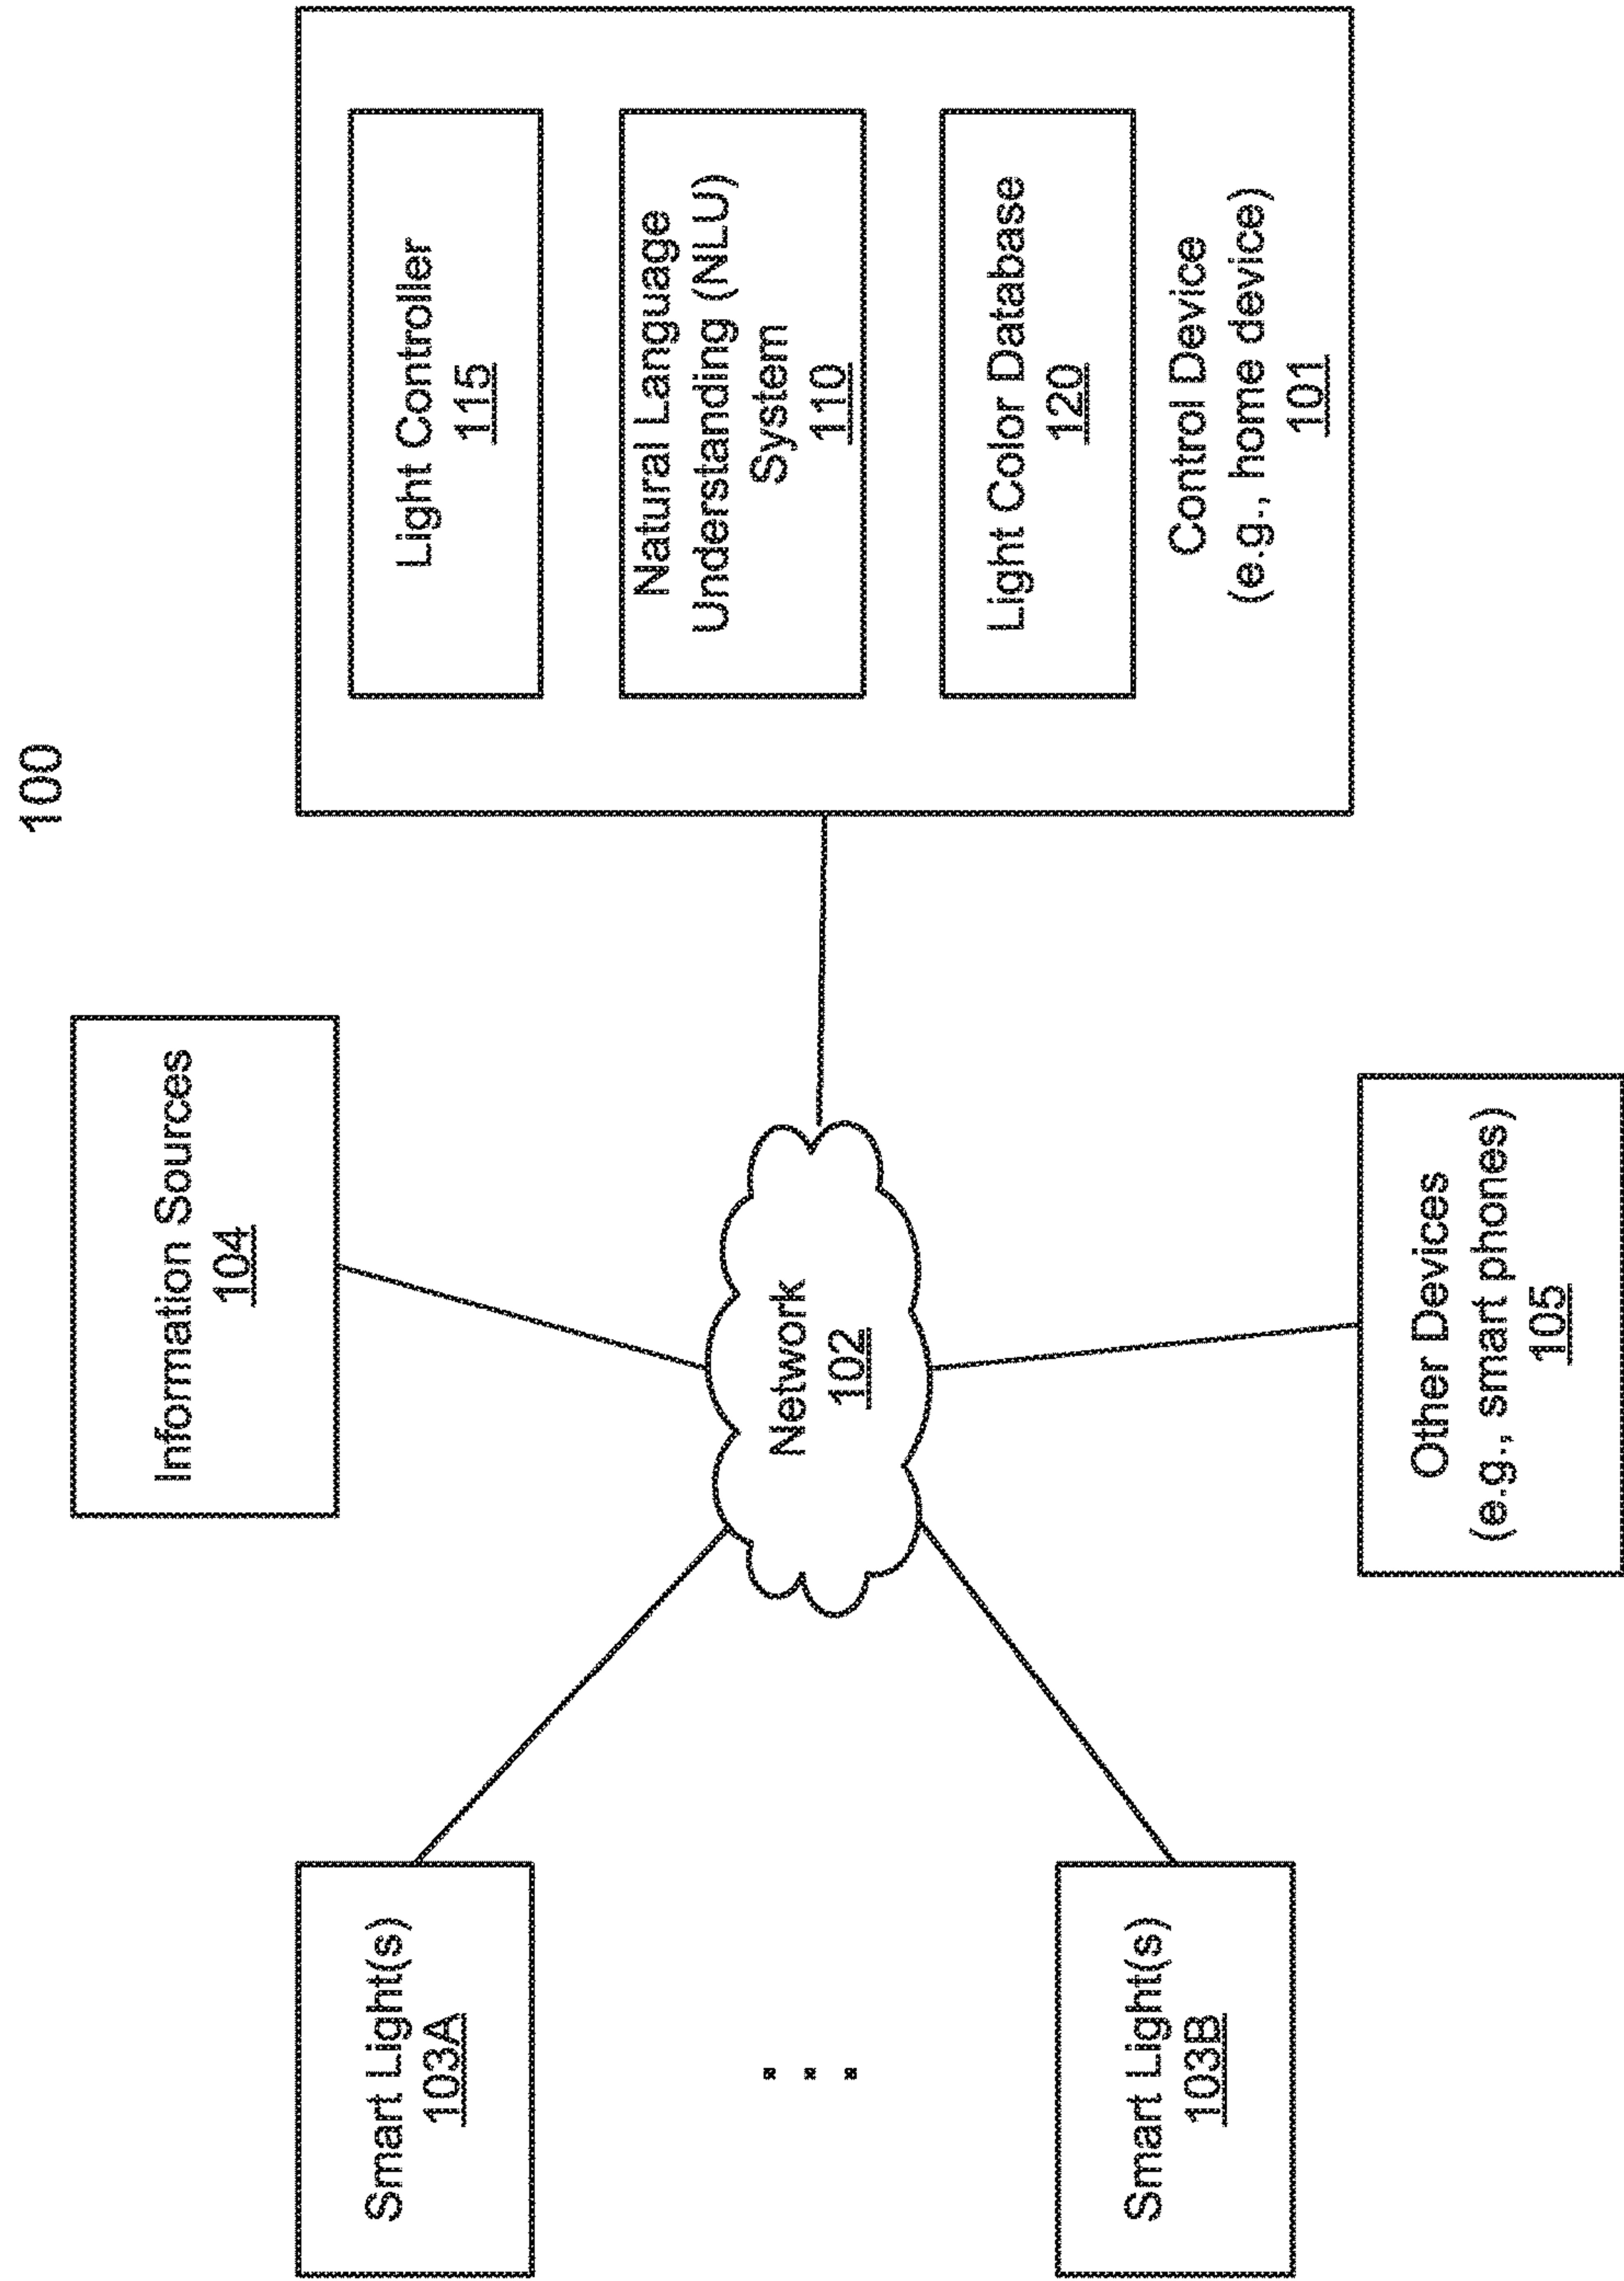 100
Information Sources
104
Smart Light(s)
103A
Network
102
. . .
Smart Light(s)
103B
Other Devices
(e.g., smart phones)
105
Light Controller
115
Natural Language
Understanding (NLU)
System
110
Light Color Database
120
Control Device
(e.g., home device)
101